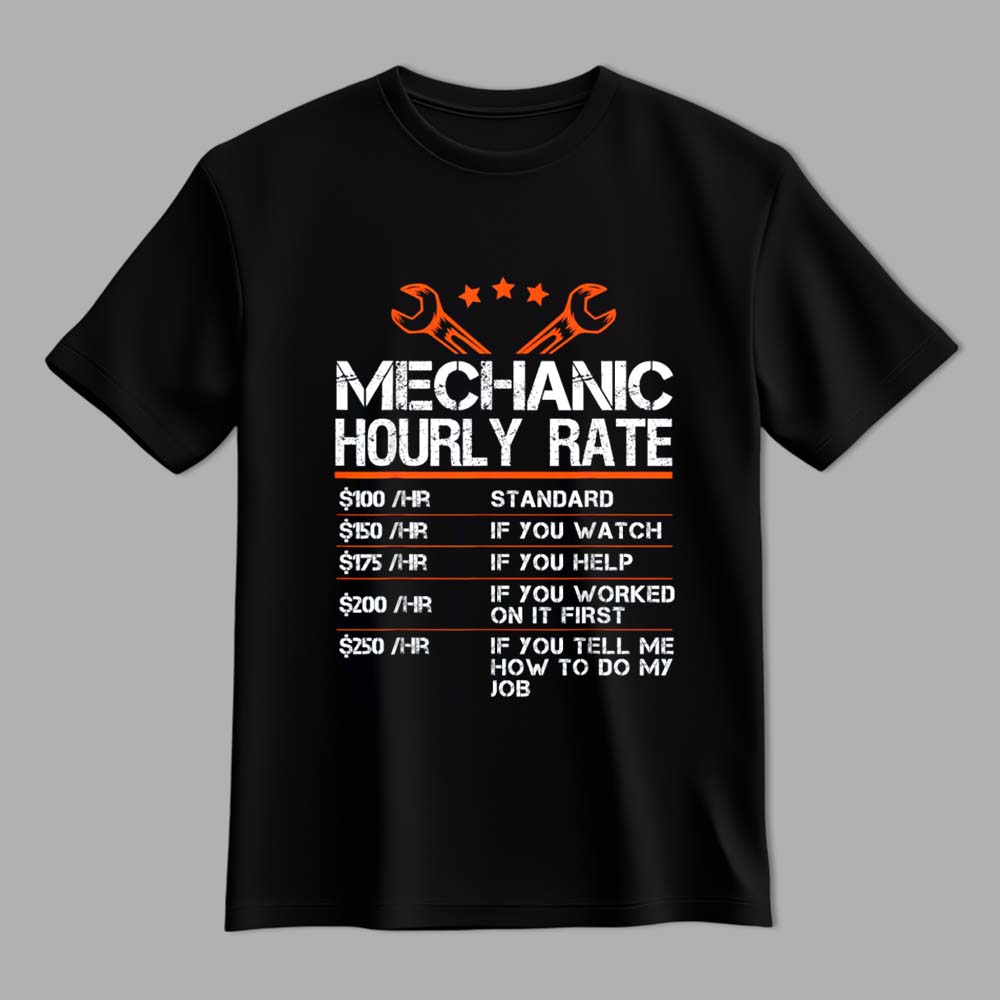 MECHANIC
HOURLY RATE
$100 /HR STANDARD
$150 /HR IF YOU WATCH
$175 /HR IF YOU HELP
$200 /HR IF YOU WORKED
ON IT FIRST
$250 /HR IF YOU TELL ME
HOW TO DO MY
JOB